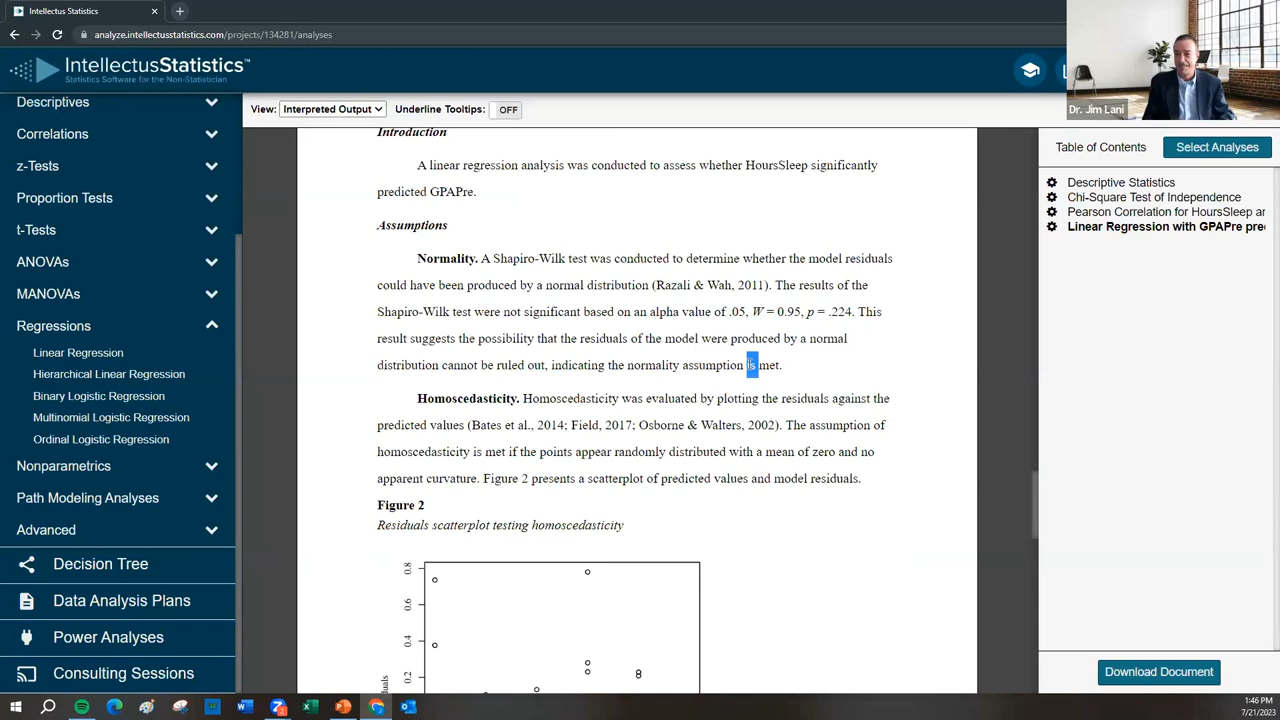 Intellectus Statistics
analyze.intellectusstatistics.com/projects/134281/analyses
IntellectusStatistics™
Statistics Software for the Non-Statistician
Dr. Jim Lani
Descriptives
Correlations
z-Tests
Proportion Tests
t-Tests
ANOVAs
MANOVAs
Regressions
Linear Regression
Hierarchical Linear Regression
Binary Logistic Regression
Multinomial Logistic Regression
Ordinal Logistic Regression
Nonparametrics
Path Modeling Analyses
Advanced
Decision Tree
Data Analysis Plans
Power Analyses
Consulting Sessions
View: Interpreted Output Underline Tooltips: OFF
Introduction
A linear regression analysis was conducted to assess whether HoursSleep significantly
predicted GPAPre.
Assumptions
Normality. A Shapiro-Wilk test was conducted to determine whether the model residuals
could have been produced by a normal distribution (Razali & Wah, 2011). The results of the
Shapiro-Wilk test were not significant based on an alpha value of .05, W = 0.95, p = .224. This
result suggests the possibility that the residuals of the model were produced by a normal
distribution cannot be ruled out, indicating the normality assumption is met.
Homoscedasticity. Homoscedasticity was evaluated by plotting the residuals against the
predicted values (Bates et al., 2014; Field, 2017; Osborne & Walters, 2002). The assumption of
homoscedasticity is met if the points appear randomly distributed with a mean of zero and no
apparent curvature. Figure 2 presents a scatterplot of predicted values and model residuals.
Figure 2
Residuals scatterplot testing homoscedasticity
0.8
0.6
0.4
0.2
Table of Contents
Select Analyses
Descriptive Statistics
Chi-Square Test of Independence
Pearson Correlation for HoursSleep ar
Linear Regression with GPAPre pre
Download Document
1:46 PM
7/21/2023